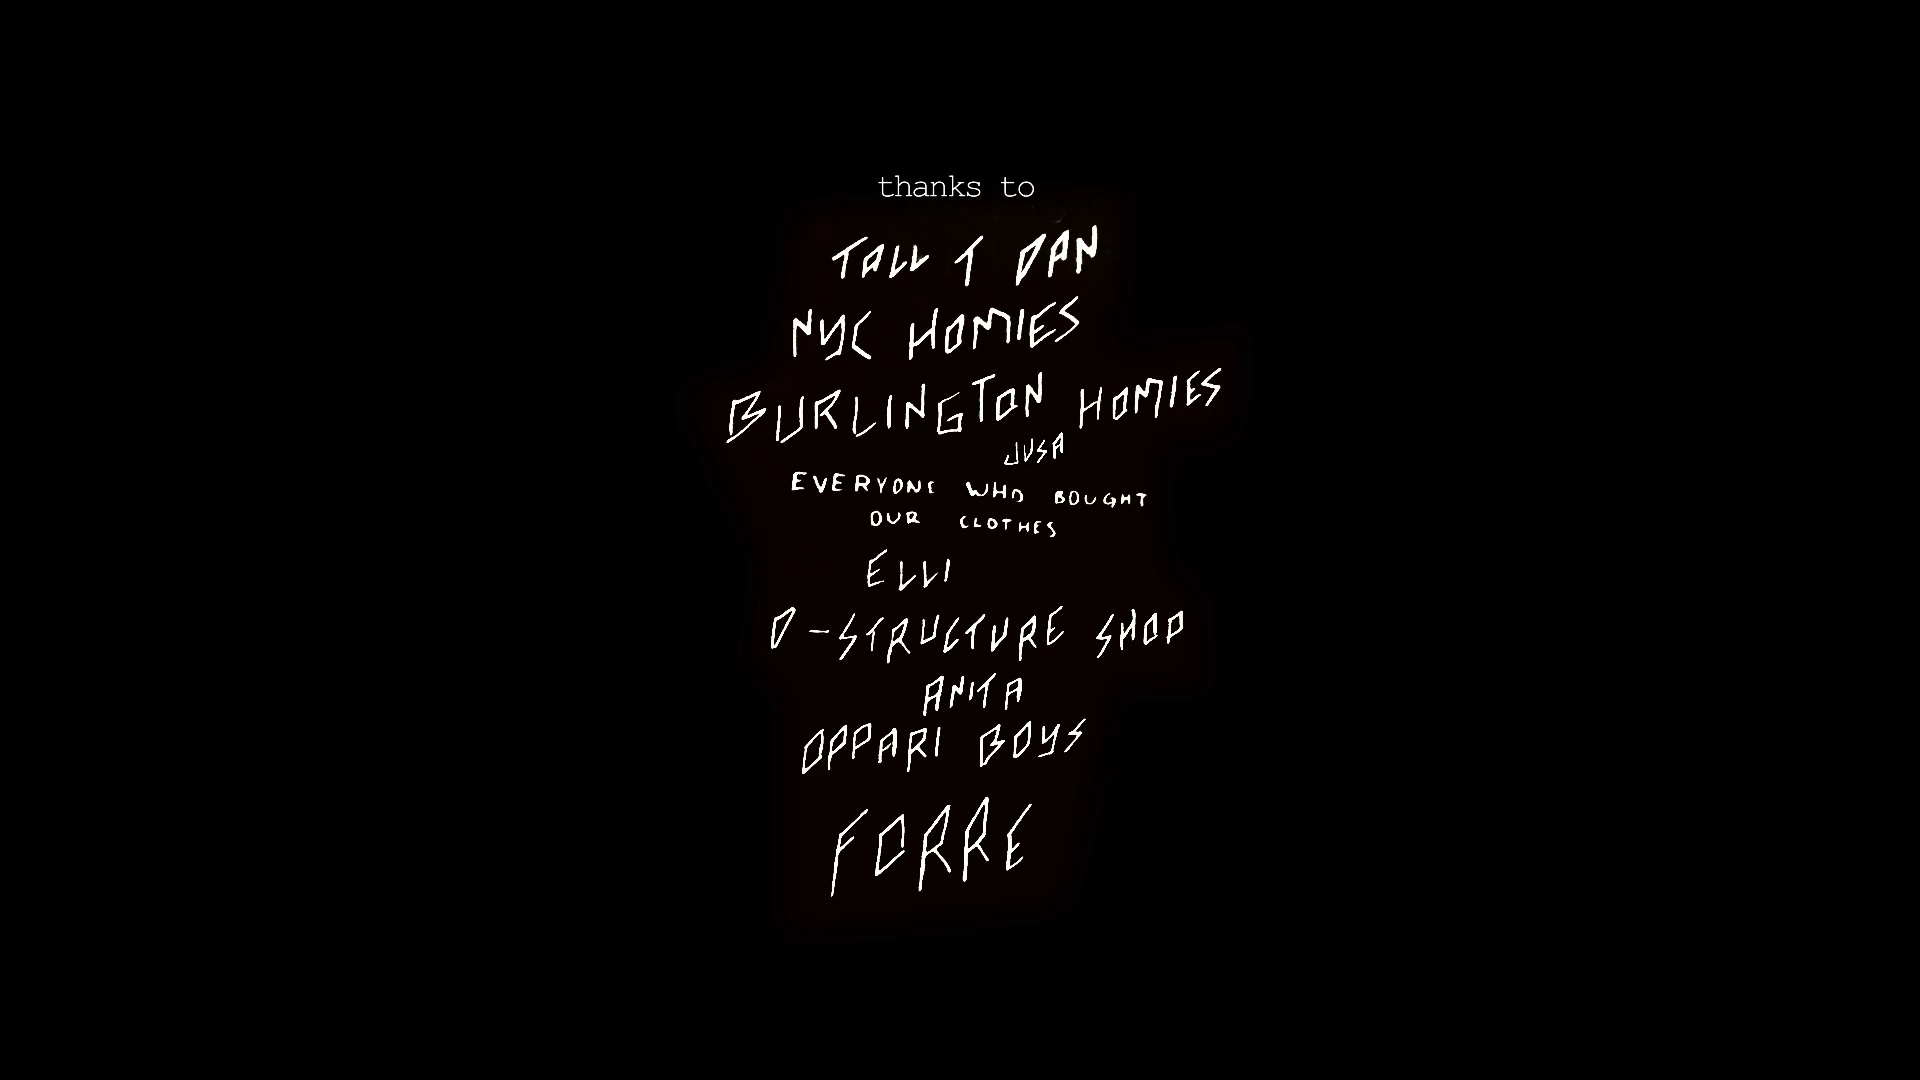 thanks to
TALL T DAN
NYC HOMIES
BURLINGTON HOMIES
JUSA
EVERYONE WHO BOUGHT
OUR CLOTHES
ELLI
D-STRUCTURE SHOP
ANITA
OPPARI BOYS
FORRE